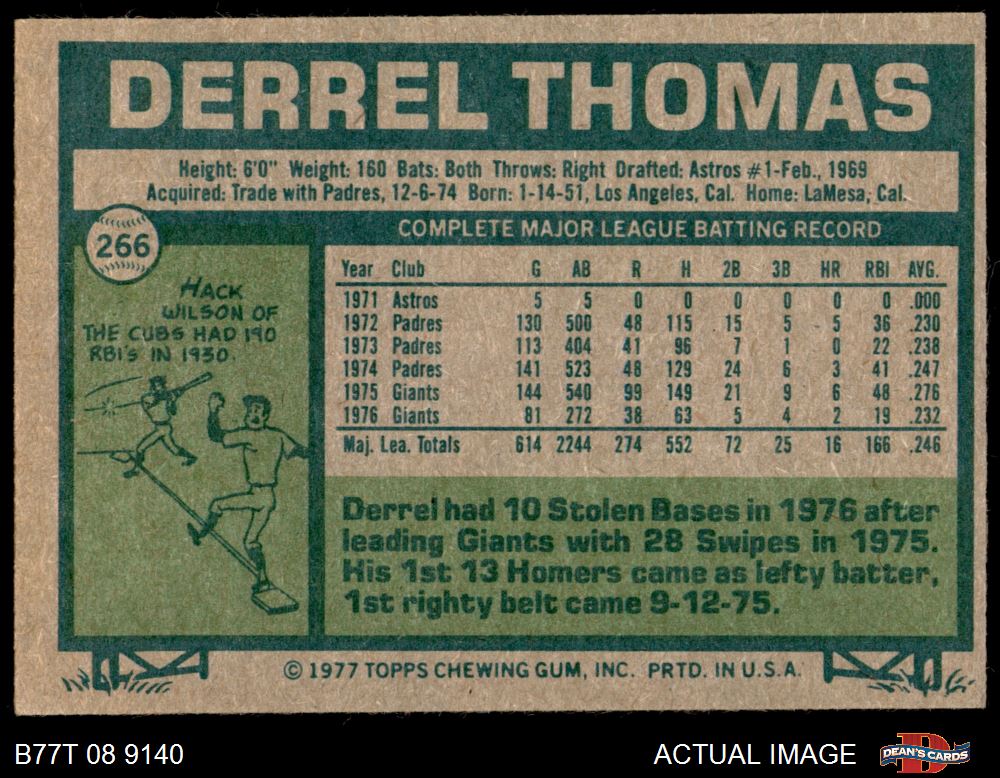 DERREL THOMAS
Height: 6'0" Weight: 160 Bats: Both Throws: Right Drafted: Astros #1-Feb., 1969
Acquired: Trade with Padres, 12-6-74 Born: 1-14-51, Los Angeles, Cal. Home: LaMesa, Cal.
266
HACK
WILSON OF
THE CUBS HAD 190
RBI'S IN 1930.
COMPLETE MAJOR LEAGUE BATTING RECORD
Year Club G AB R H 2B 3B HR RBI AVG.
1971 Astros 5 5 0 0 0 0 0 0 .000
1972 Padres 130 500 48 115 15 5 5 36 .230
1973 Padres 113 404 41 96 7 1 0 22 .238
1974 Padres 141 523 48 129 24 6 3 41 .247
1975 Giants 144 540 99 149 21 9 6 48 .276
1976 Giants 81 272 38 63 5 4 2 19 .232
Maj. Lea. Totals 614 2244 274 552 72 25 16 166 .246
Derrel had 10 Stolen Bases in 1976 after
leading Giants with 28 Swipes in 1975.
His 1st 13 Homers came as lefty batter,
1st righty belt came 9-12-75.
© 1977 TOPPS CHEWING GUM, INC. PRTD. IN U.S.A.
B77T 08 9140
ACTUAL IMAGE
D
DEAN'S CARDS